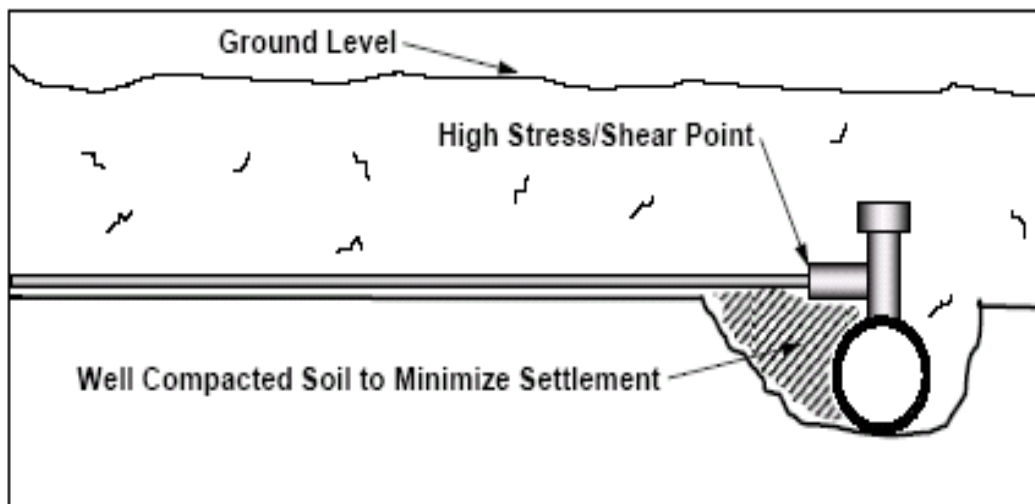 Ground Level
High Stress/Shear Point
Well Compacted Soil to Minimize Settlement